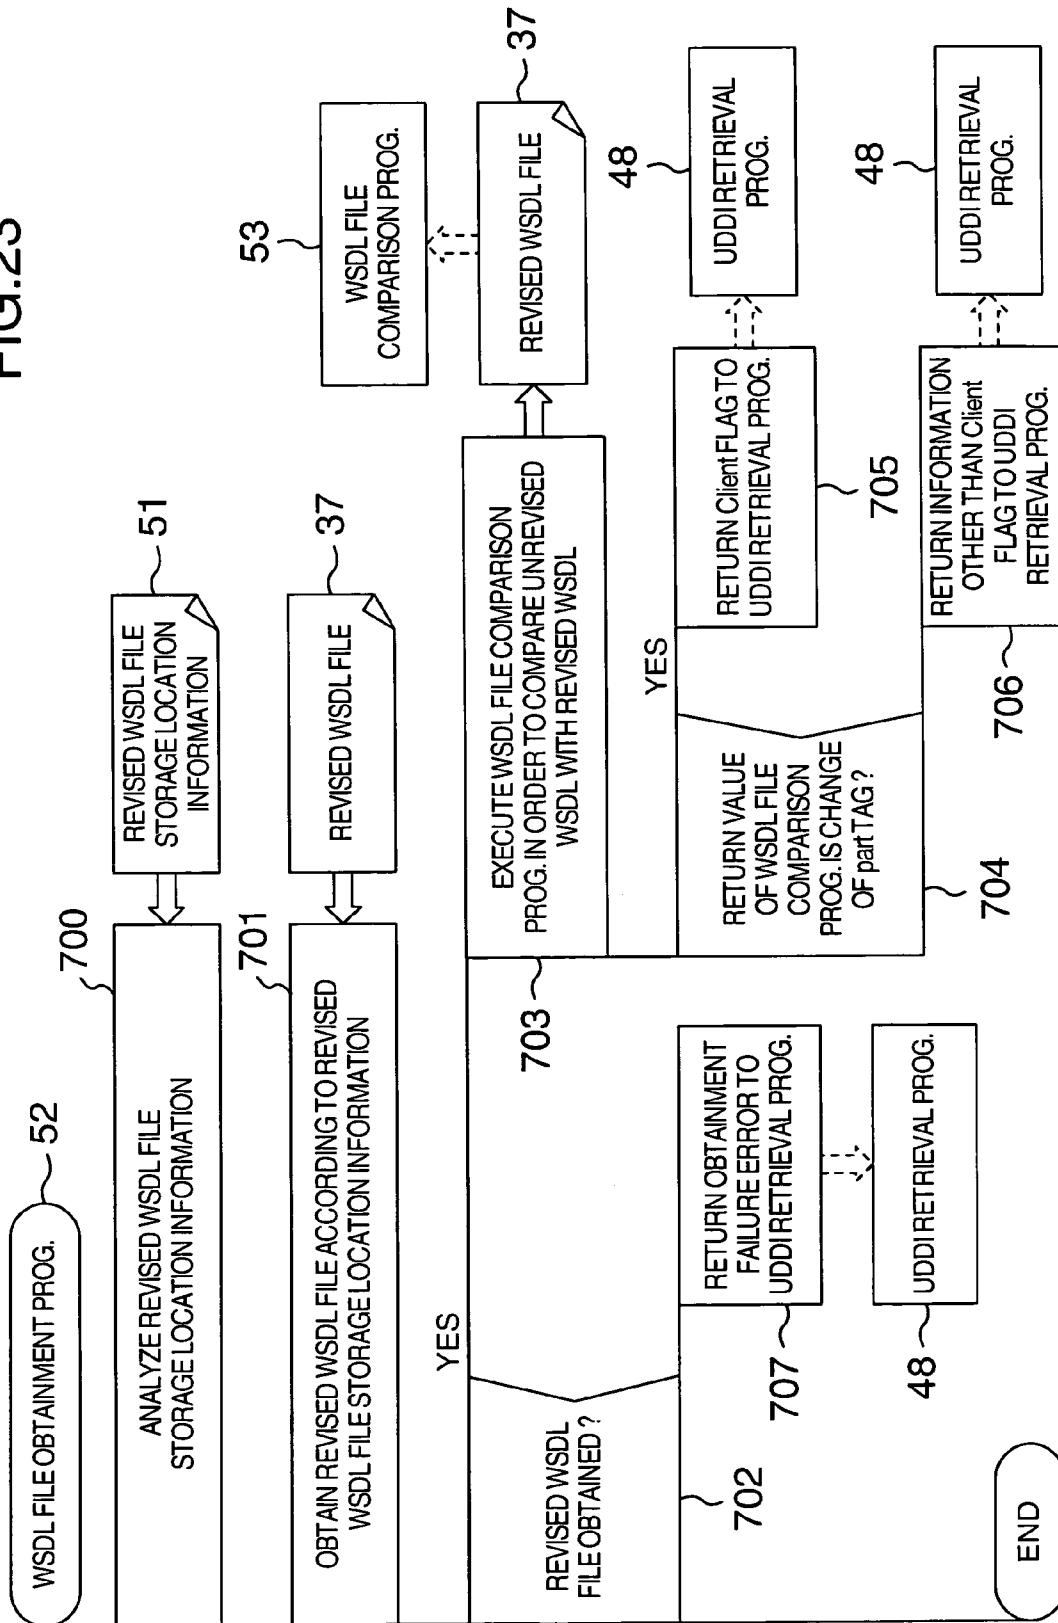 FIG.23
WSDL FILE OBTAINMENT PROG.
52
700
ANALYZE REVISED WSDL FILE
STORAGE LOCATION INFORMATION
REVISED WSDL FILE
STORAGE LOCATION
INFORMATION
51
701
OBTAIN REVISED WSDL FILE ACCORDING TO REVISED
WSDL FILE STORAGE LOCATION INFORMATION
REVISED WSDL FILE
37
REVISED WSDL
FILE OBTAINED ?
702
YES
703
EXECUTE WSDL FILE COMPARISON
PROG. IN ORDER TO COMPARE UNREVISED
WSDL WITH REVISED WSDL
53
WSDL FILE
COMPARISON PROG.
REVISED WSDL FILE
37
RETURN VALUE
OF WSDL FILE
COMPARISON
PROG. IS CHANGE
OF part TAG ?
704
YES
RETURN Client FLAG TO
UDDI RETRIEVAL PROG.
705
48
UDDI RETRIEVAL
PROG.
RETURN INFORMATION
OTHER THAN Client
FLAG TO UDDI
RETRIEVAL PROG.
706
48
UDDI RETRIEVAL
PROG.
RETURN OBTAINMENT
FAILURE ERROR TO
UDDI RETRIEVAL PROG.
707
UDDI RETRIEVAL PROG.
48
END